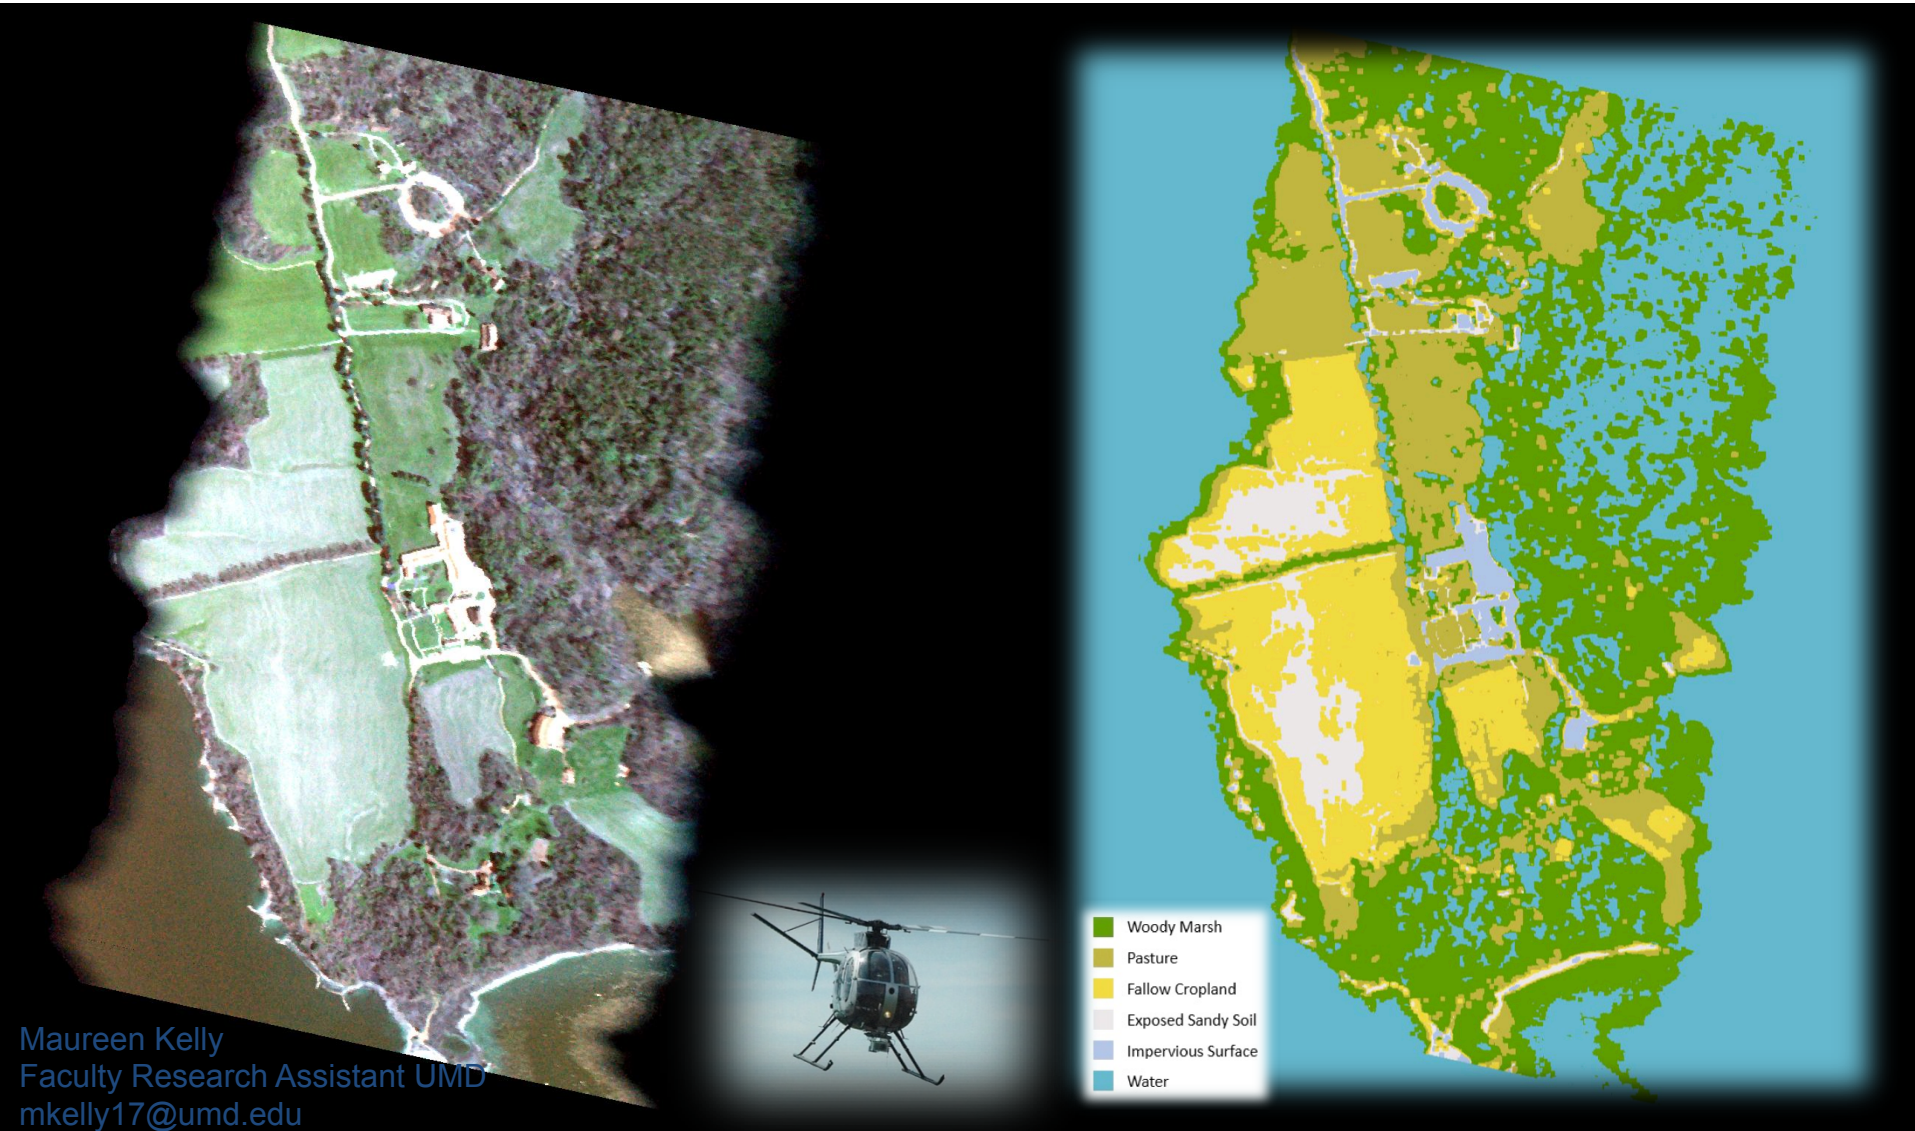 Woody Marsh
Pasture
Fallow Cropland
Exposed Sandy Soil
Impervious Surface
Water
Maureen Kelly
Faculty Research Assistant UMD
mkelly17@umd.edu